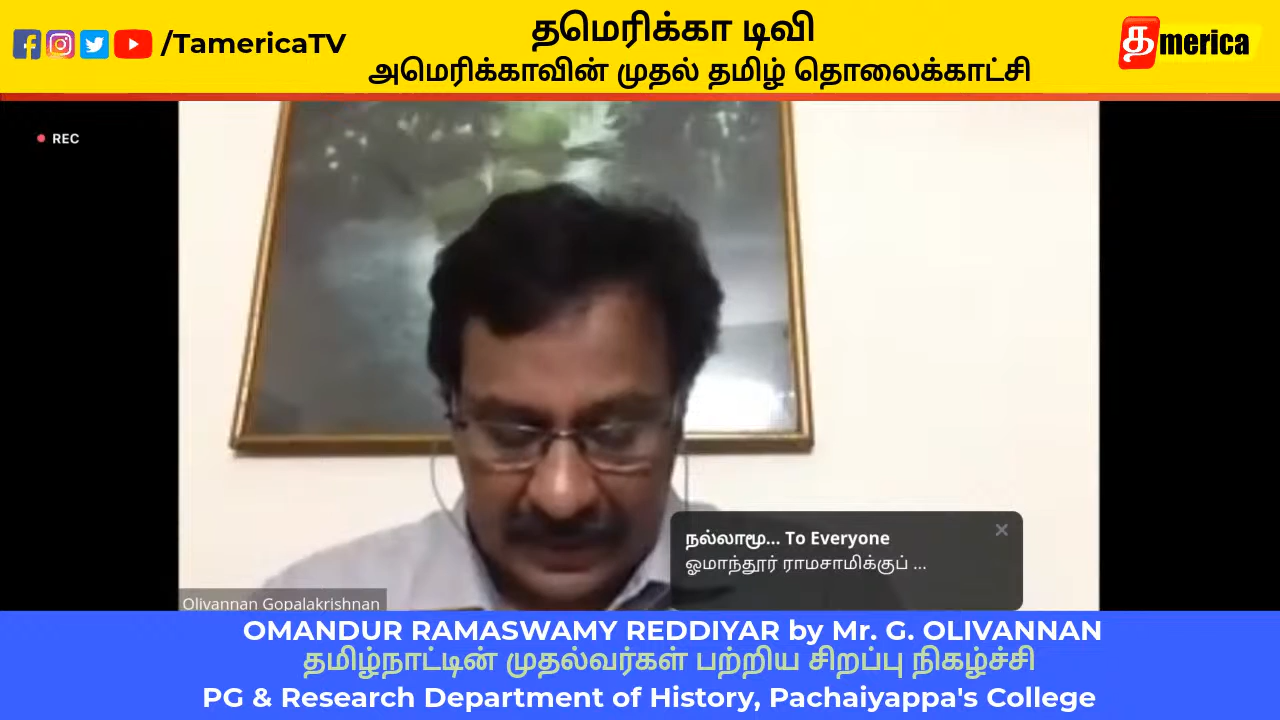 /TamericaTV
தமெரிக்கா டிவி
அமெரிக்காவின் முதல் தமிழ் தொலைக்காட்சி
தmerica
REC
நல்லாமூ... To Everyone
ஓமாந்தூர் ராமசாமிக்குப் ...
Olivannan Gopalakrishnan
OMANDUR RAMASWAMY REDDIYAR by Mr. G. OLIVANNAN
தமிழ்நாட்டின் முதல்வர்கள் பற்றிய சிறப்பு நிகழ்ச்சி
PG & Research Department of History, Pachaiyappa's College